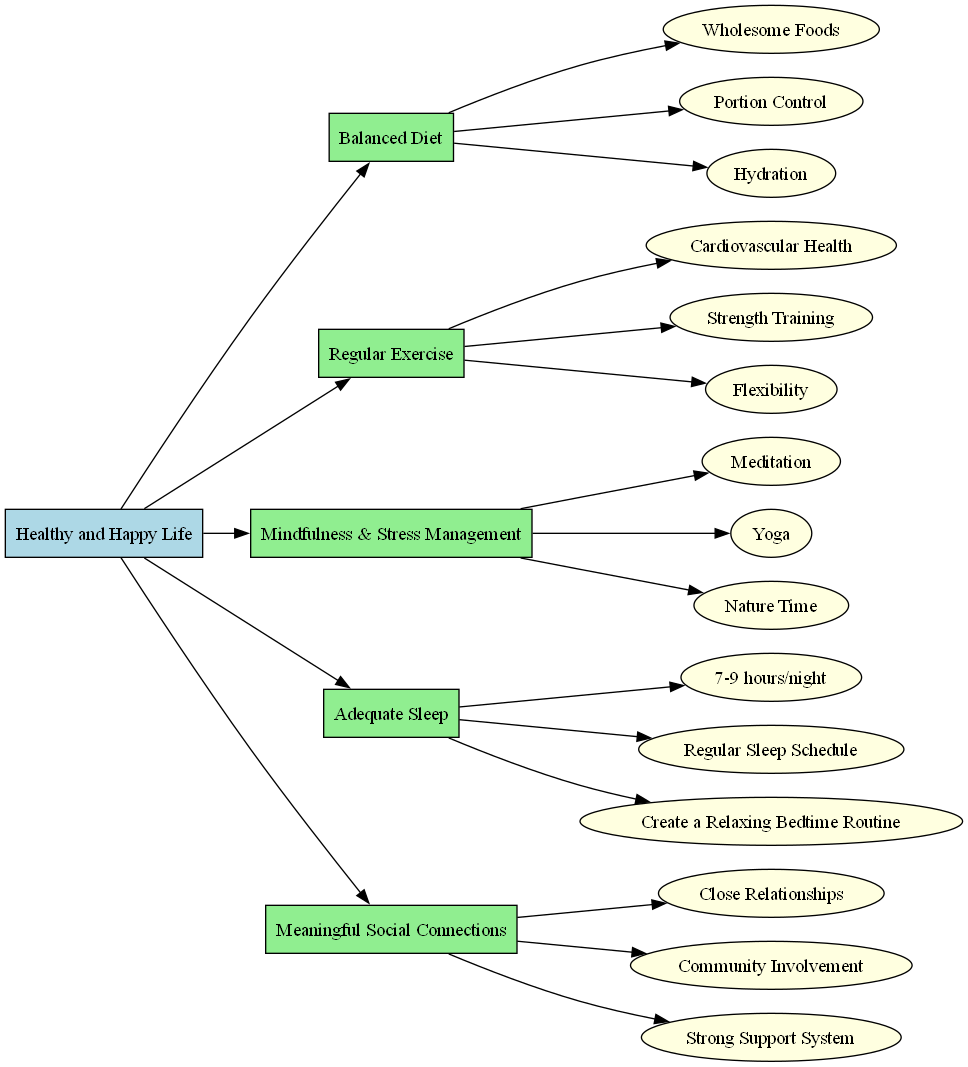 Healthy and Happy Life
Balanced Diet
Wholesome Foods
Portion Control
Hydration
Regular Exercise
Cardiovascular Health
Strength Training
Flexibility
Mindfulness & Stress Management
Meditation
Yoga
Nature Time
Adequate Sleep
7-9 hours/night
Regular Sleep Schedule
Create a Relaxing Bedtime Routine
Meaningful Social Connections
Close Relationships
Community Involvement
Strong Support System